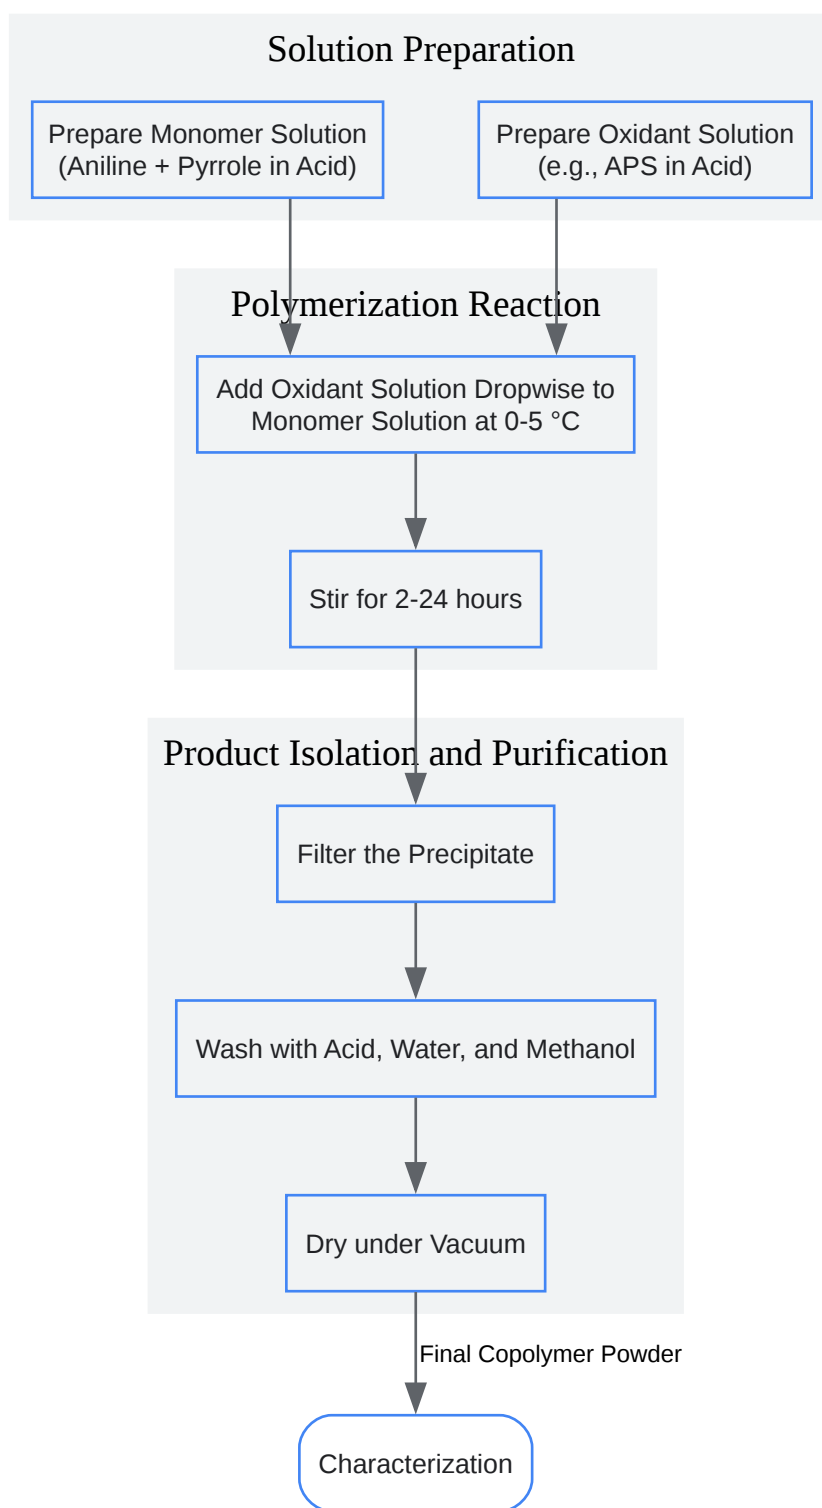 Solution Preparation
Prepare Monomer Solution
(Aniline + Pyrrole in Acid)
Prepare Oxidant Solution
(e.g., APS in Acid)
Polymerization Reaction
Add Oxidant Solution Dropwise to
Monomer Solution at 0-5 °C
Stir for 2-24 hours
Product Isolation and Purification
Filter the Precipitate
Wash with Acid, Water, and Methanol
Dry under Vacuum
Final Copolymer Powder
Characterization